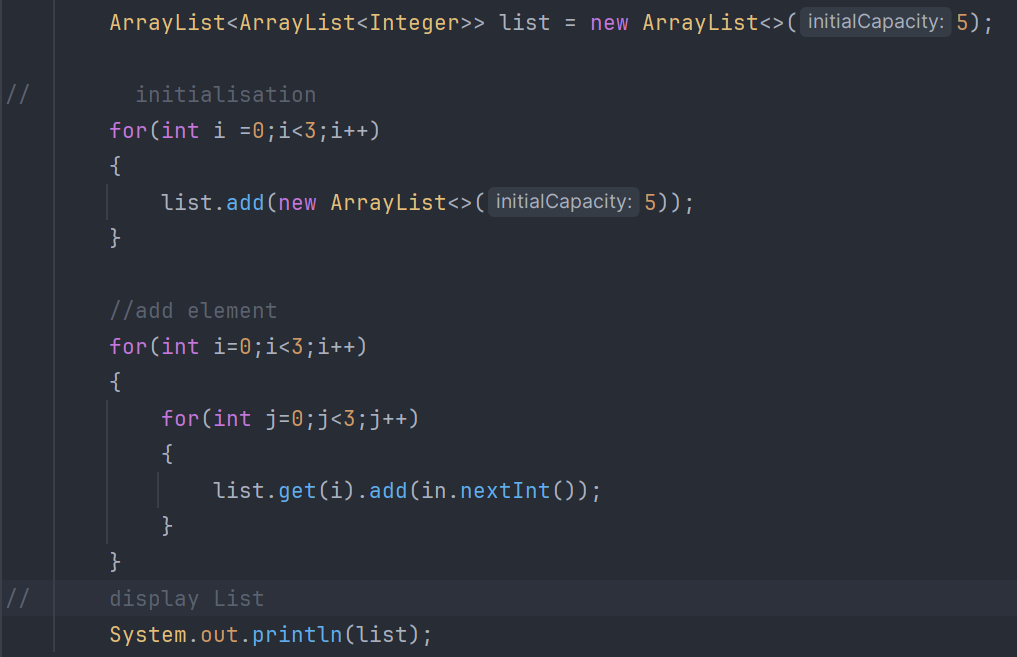 ArrayList<ArrayList<Integer>> list = new ArrayList<>( initialCapacity: 5);
//        initialisation
for(int i =0;i<3;i++)
{
    list.add(new ArrayList<>( initialCapacity: 5));
}
//add element
for(int i=0;i<3;i++)
{
    for(int j=0;j<3;j++)
    {
        list.get(i).add(in.nextInt());
    }
}
//      display List
System.out.println(list);